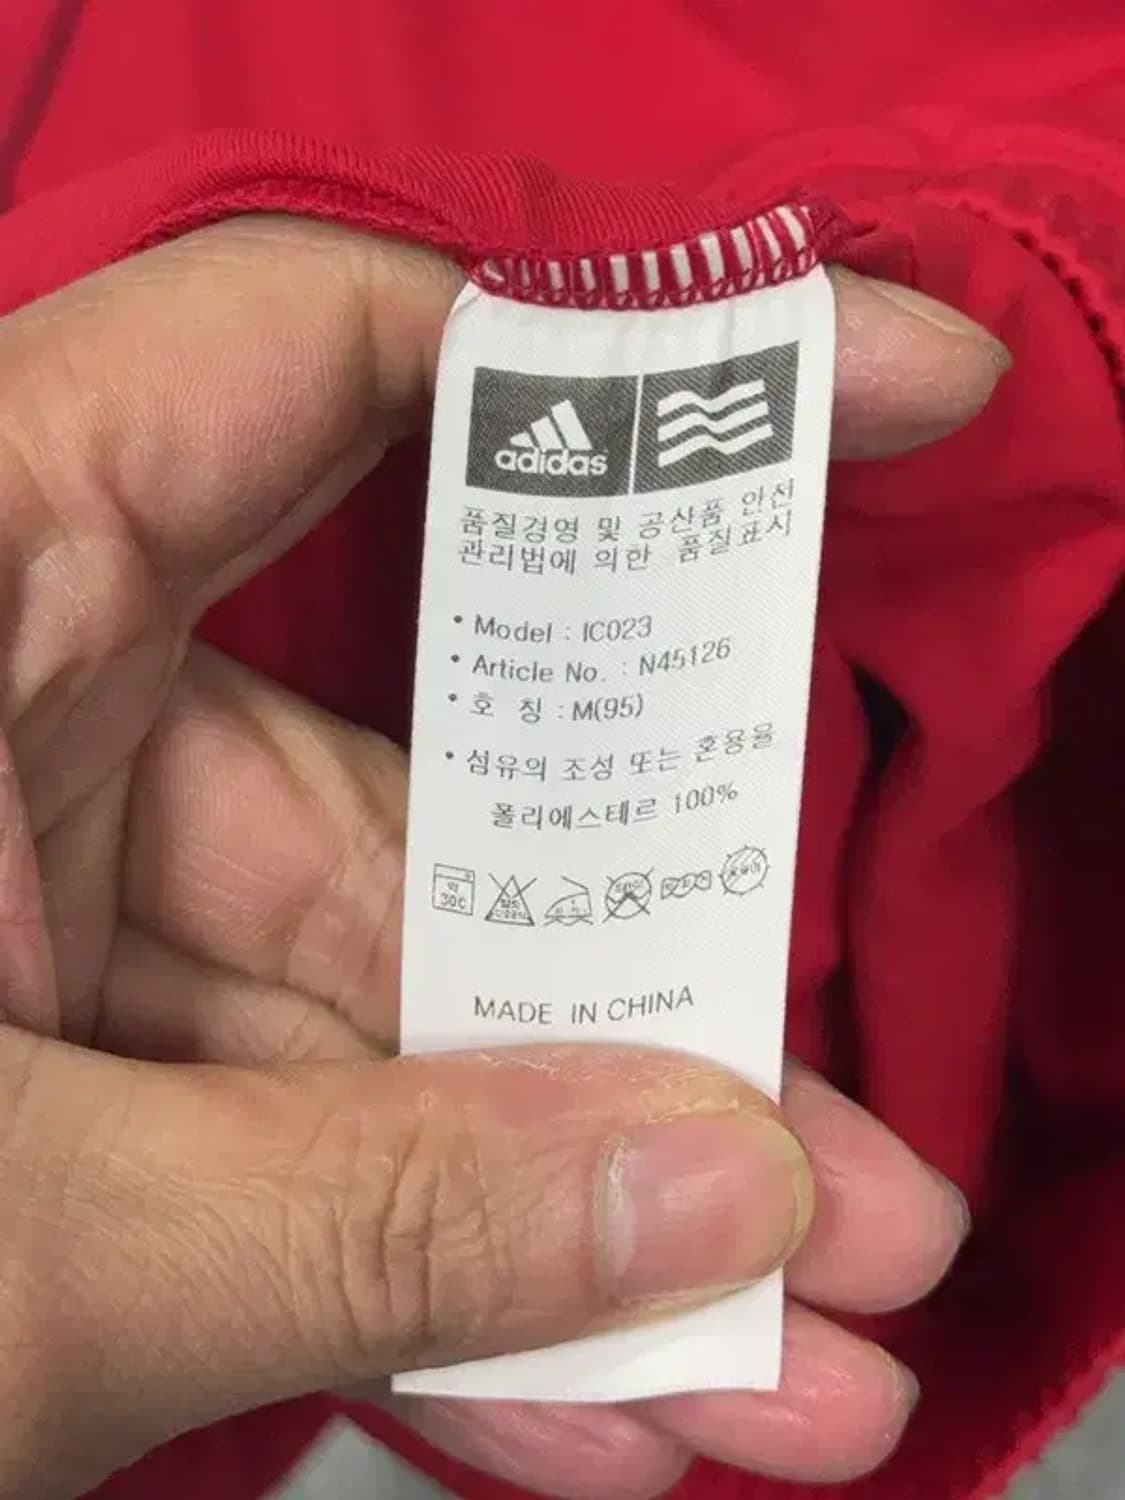 adidas
품질경영 및 공산품 안전
관리법에 의한 품질표시
• Model : IC023
• Article No. : N45126
• 호 칭 : M(95)
• 섬유의 조성 또는 혼용율
폴리에스테르 100%
약
30℃
MADE IN CHINA